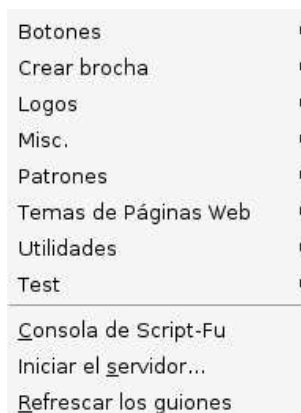 Botones
Crear brocha
Logos
Misc.
Patrones
Temas de Páginas Web
Utilidades
Test
Consola de Script-Fu
Iniciar el servidor...
Refrescar los guiones